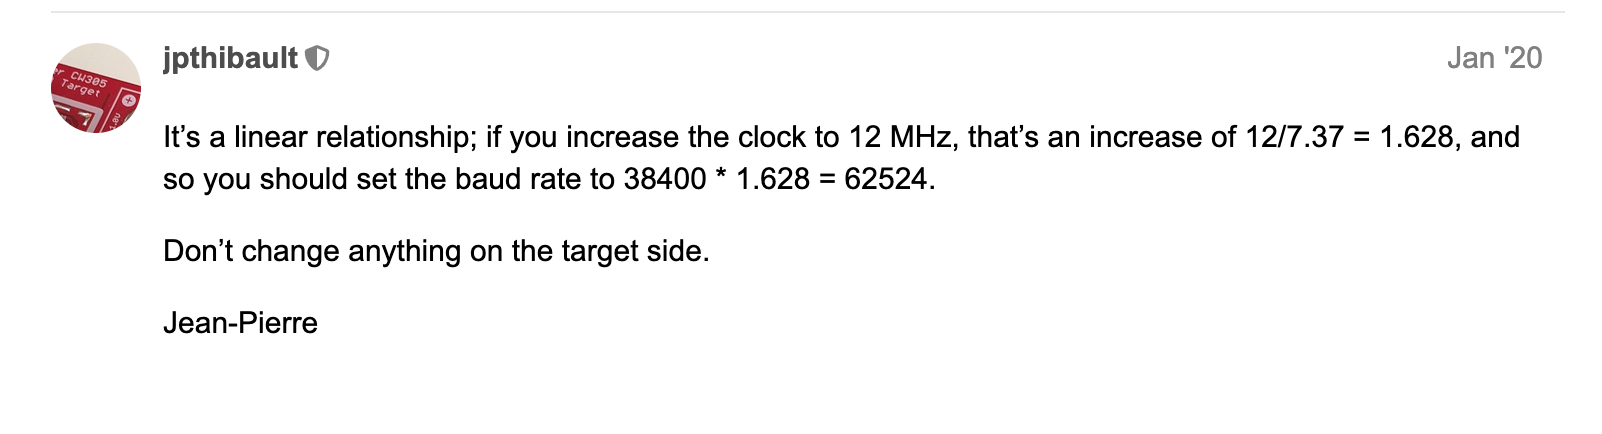 jpthibault
Jan '20
er CW305
Target
It’s a linear relationship; if you increase the clock to 12 MHz, that’s an increase of 12/7.37 = 1.628, and
so you should set the baud rate to 38400 * 1.628 = 62524.
Don’t change anything on the target side.
Jean-Pierre